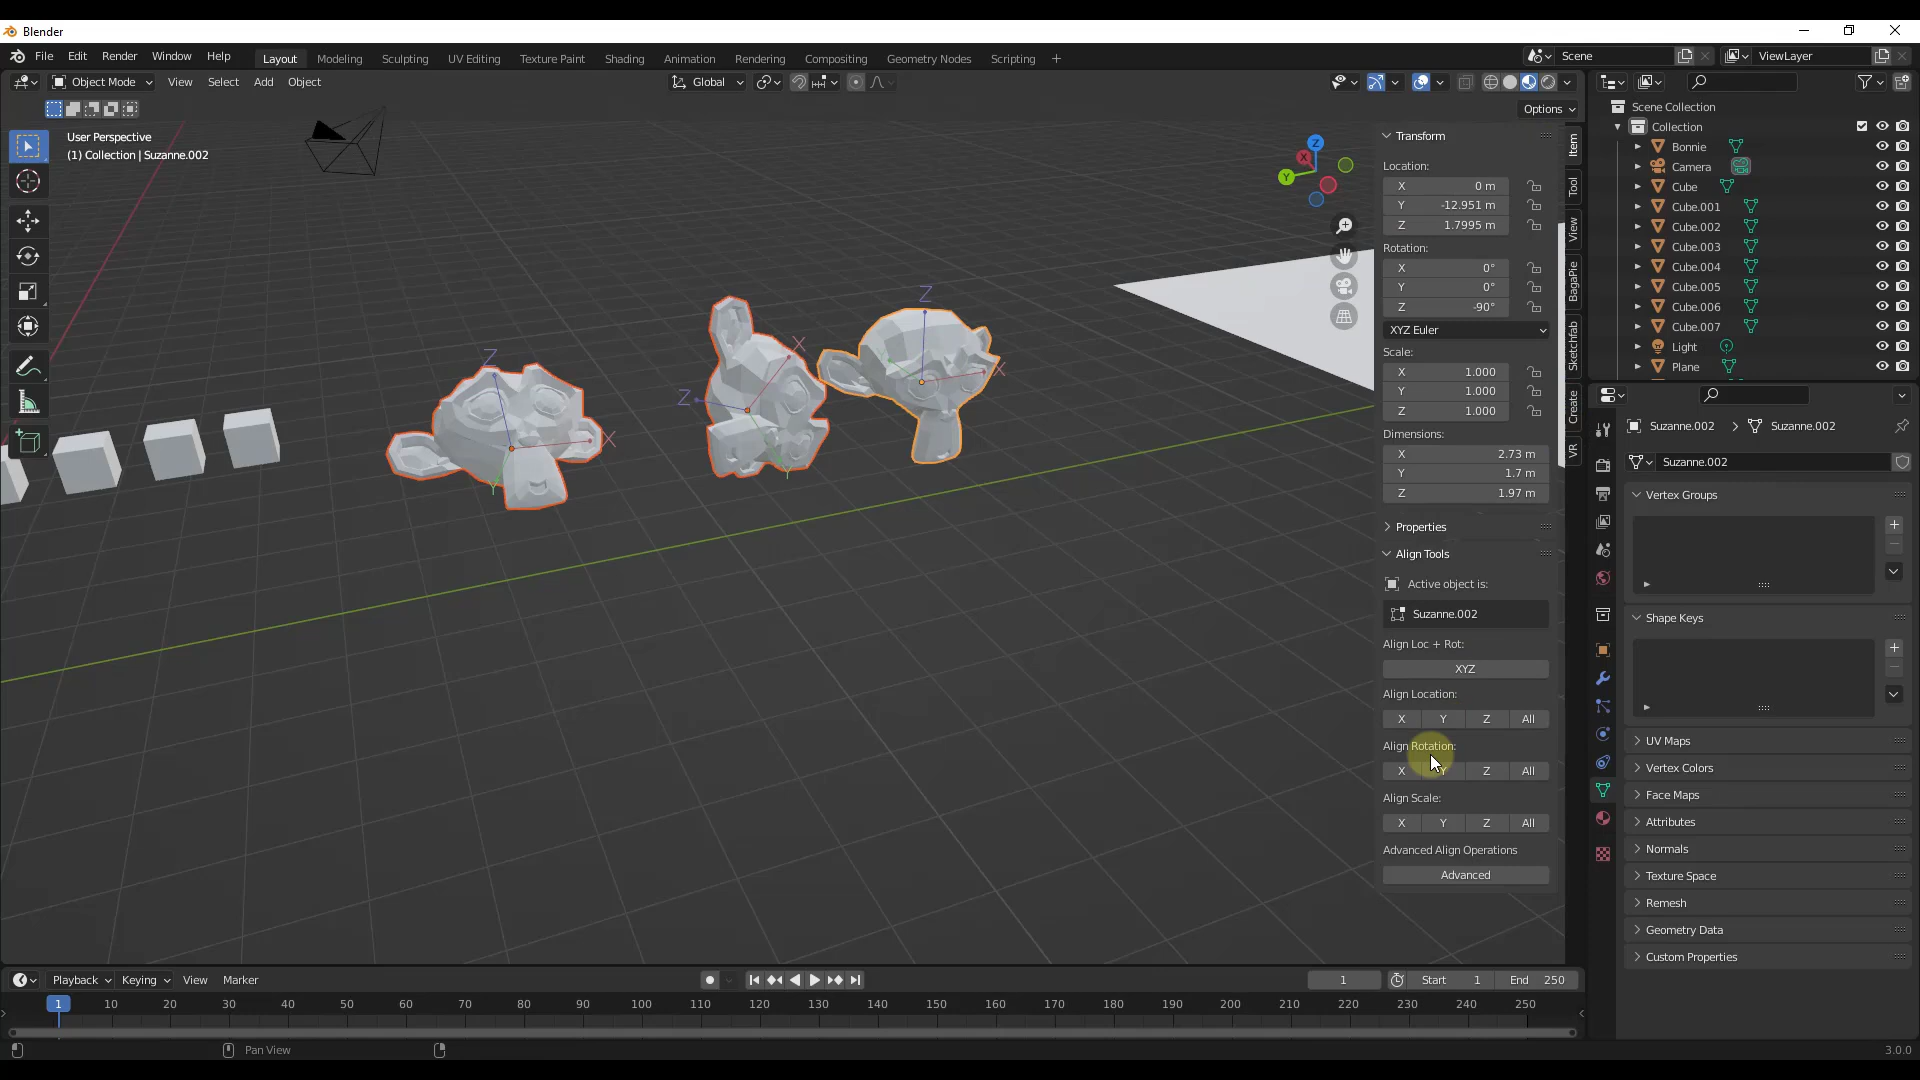 Blender
File Edit Render Window Help Layout Modeling Sculpting UV Editing Texture Paint Shading Animation Rendering Compositing Geometry Nodes Scripting + Scene ViewLayer
Object Mode View Select Add Object Global
Options
User Perspective
(1) Collection | Suzanne.002
Z
X
Y
Z
X
Y
Z
X
Z
X
Y
Transform
Location:
X 0 m
Y -12.951 m
Z 1.7995 m
Rotation:
X 0°
Y 0°
Z -90°
XYZ Euler
Scale:
X 1.000
Y 1.000
Z 1.000
Dimensions:
X 2.73 m
Y 1.7 m
Z 1.97 m
Properties
Align Tools
Active object is:
Suzanne.002
Align Loc + Rot:
XYZ
Align Location:
X Y Z All
Align Rotation:
X Y Z All
Align Scale:
X Y Z All
Advanced Align Operations
Advanced
Item
Tool
View
BagaPie
Sketchfab
Create
VR
Scene Collection
Collection
Bonnie
Camera
Cube
Cube.001
Cube.002
Cube.003
Cube.004
Cube.005
Cube.006
Cube.007
Light
Plane
Suzanne.002 Suzanne.002
Suzanne.002
Vertex Groups
Shape Keys
UV Maps
Vertex Colors
Face Maps
Attributes
Normals
Texture Space
Remesh
Geometry Data
Custom Properties
Playback Keying View Marker 1 Start 1 End 250
1 10 20 30 40 50 60 70 80 90 100 110 120 130 140 150 160 170 180 190 200 210 220 230 240 250
Pan View
3.0.0